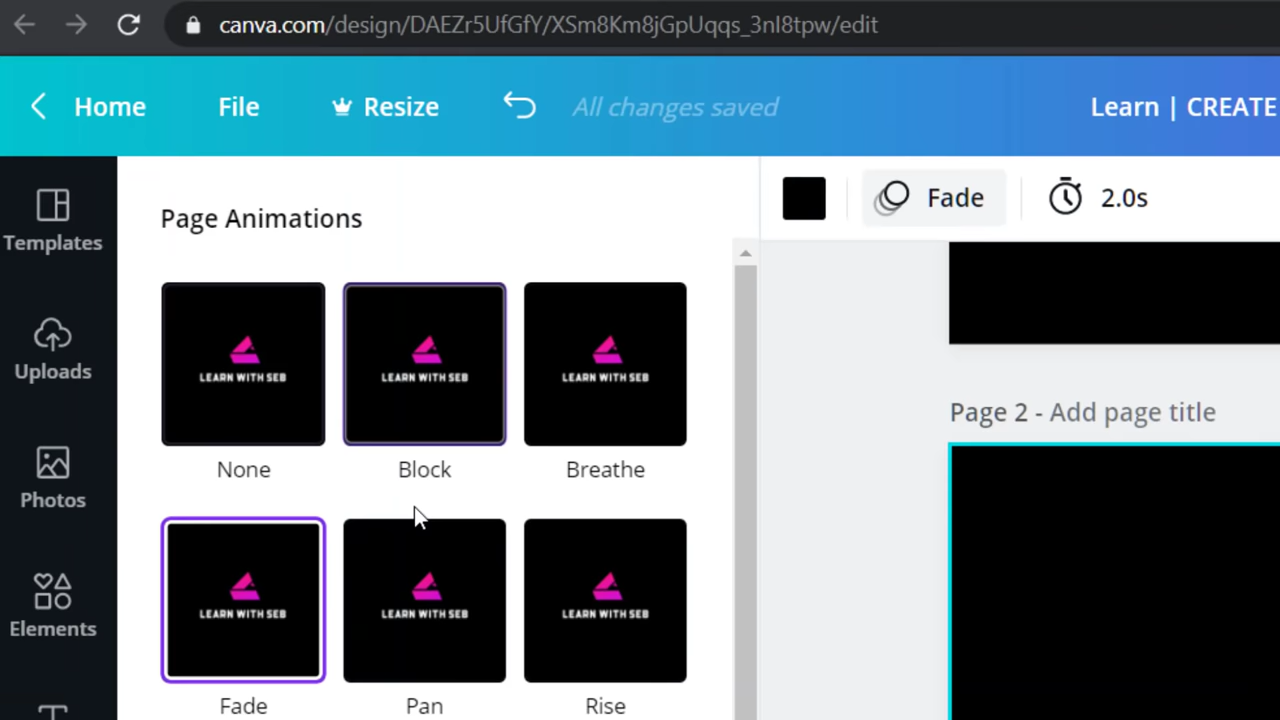 canva.com/design/DAEZr5UfGfY/XSm8Km8jGpUqqs_3nI8tpw/edit
Home File Resize All changes saved Learn | CREATE
Templates
Uploads
Photos
Elements
Page Animations
LEARN WITH SEB LEARN WITH SEB LEARN WITH SEB
None Block Breathe
LEARN WITH SEB LEARN WITH SEB LEARN WITH SEB
Fade Pan Rise
Fade 2.0s
Page 2 - Add page title